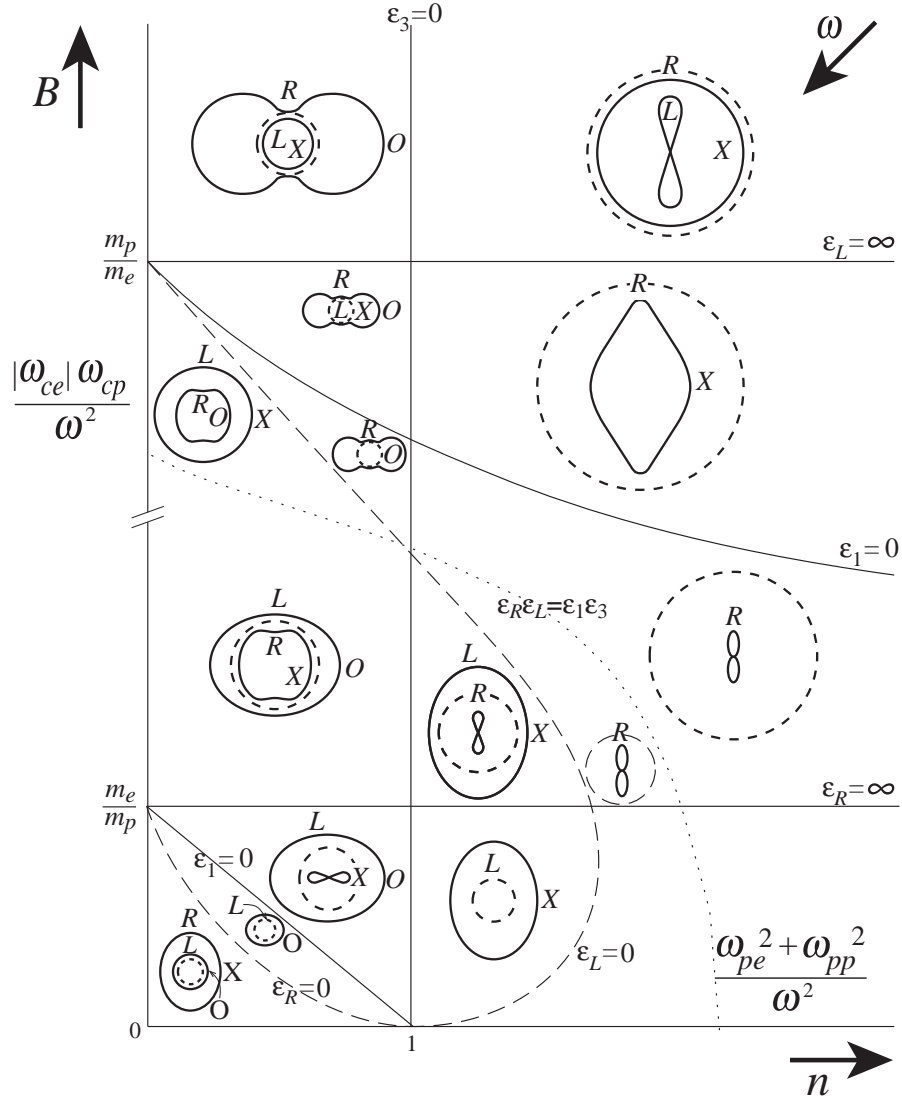 ε₃=0
B
ω
R
L X O
R
L
X
m_p
m_e
ε_L=∞
R
L X O
R
X
|ω_ce| ω_cp
ω²
L
R O X
R
O
ε₁=0
ε_Rε_L=ε₁ε₃
L
R
X O
L
R
X
R
R
m_e
m_p
ε_R=∞
ε₁=0
L
X O
L
X
L
O
R
L
X
O
ε_R=0
ε_L=0
ω_pe² + ω_pp²
ω²
0
1
n